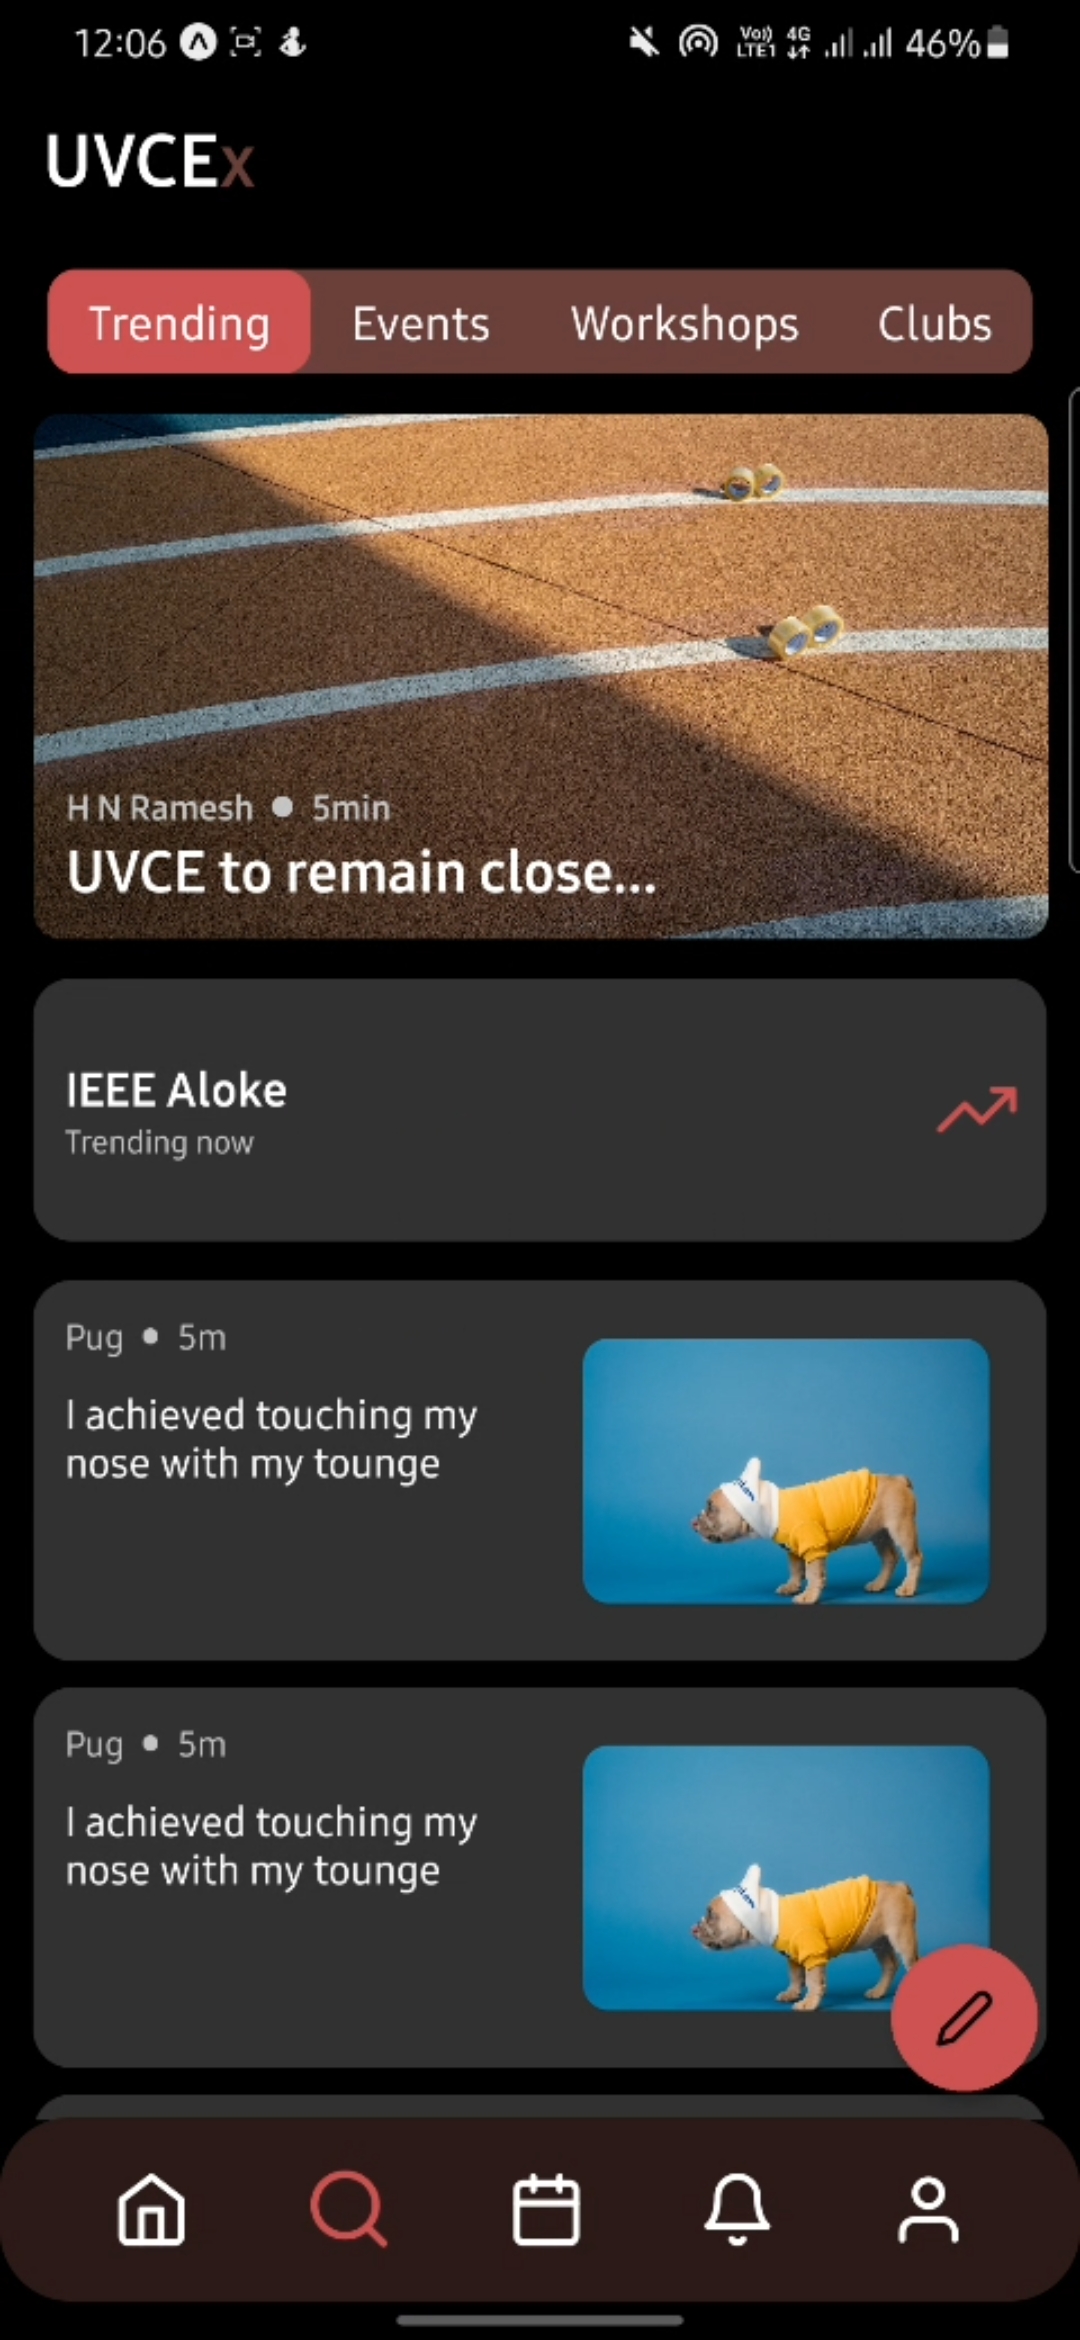 12:06 Vo)) LTE1 4G 46%
UVCEx
Trending Events Workshops Clubs
H N Ramesh ● 5min
UVCE to remain close...
IEEE Aloke
Trending now
Pug • 5m
I achieved touching my
nose with my tounge
Pug • 5m
I achieved touching my
nose with my tounge